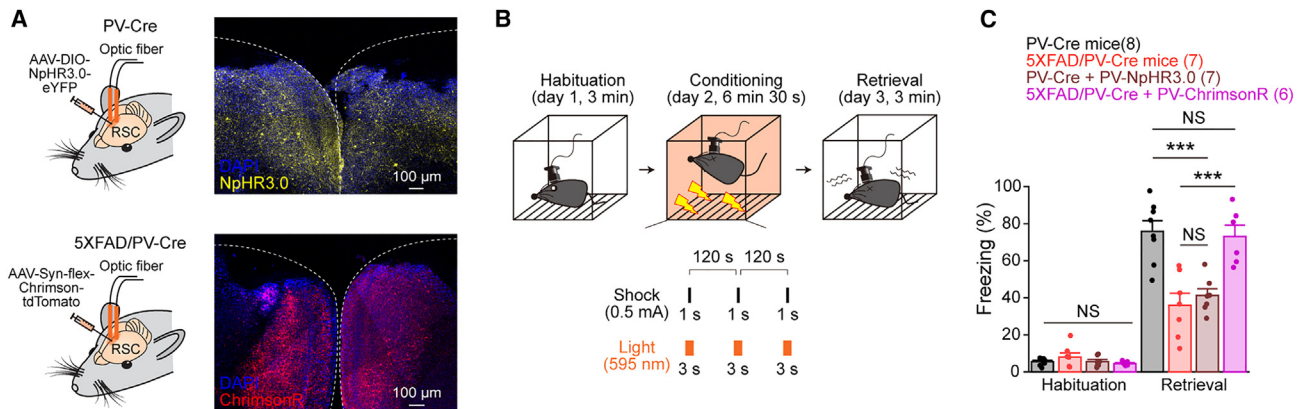 A
PV-Cre
Optic fiber
AAV-DIO-
NpHR3.0-
eYFP
RSC
DAPI
NpHR3.0
100 µm
5XFAD/PV-Cre
Optic fiber
AAV-Syn-flex-
Chrimson-
tdTomato
RSC
DAPI
ChrimsonR
100 µm
B
Habituation
(day 1, 3 min)
Conditioning
(day 2, 6 min 30 s)
Retrieval
(day 3, 3 min)
120 s 120 s
Shock
(0.5 mA)
1 s 1 s 1 s
Light
(595 nm)
3 s 3 s 3 s
C
PV-Cre mice(8)
5XFAD/PV-Cre mice (7)
PV-Cre + PV-NpHR3.0 (7)
5XFAD/PV-Cre + PV-ChrimsonR (6)
NS
***
***
NS
NS
Freezing (%)
100
80
60
40
20
0
Habituation Retrieval